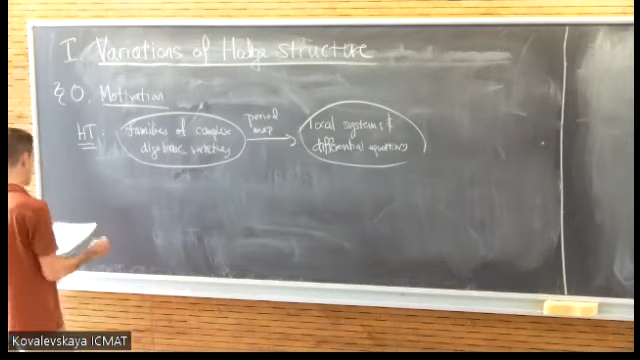 I. Variations of Hodge structure
§ 0. Motivation
HT: families of complex algebraic varieties
period map
local systems & differential equations
Kovalevskaya ICMAT